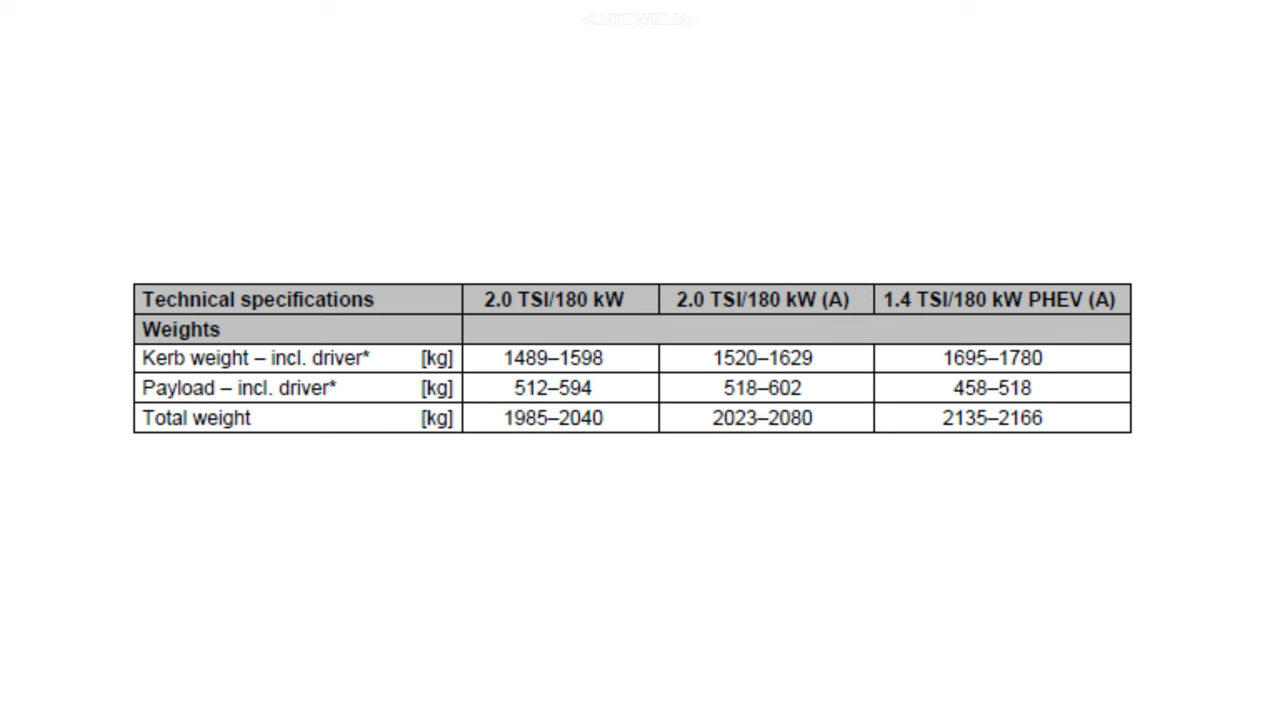 -AUTOWIZJA-
Technical specifications 2.0 TSI/180 kW 2.0 TSI/180 kW (A) 1.4 TSI/180 kW PHEV (A)
Weights
Kerb weight – incl. driver* [kg] 1489–1598 1520–1629 1695–1780
Payload – incl. driver* [kg] 512–594 518–602 458–518
Total weight [kg] 1985–2040 2023–2080 2135–2166